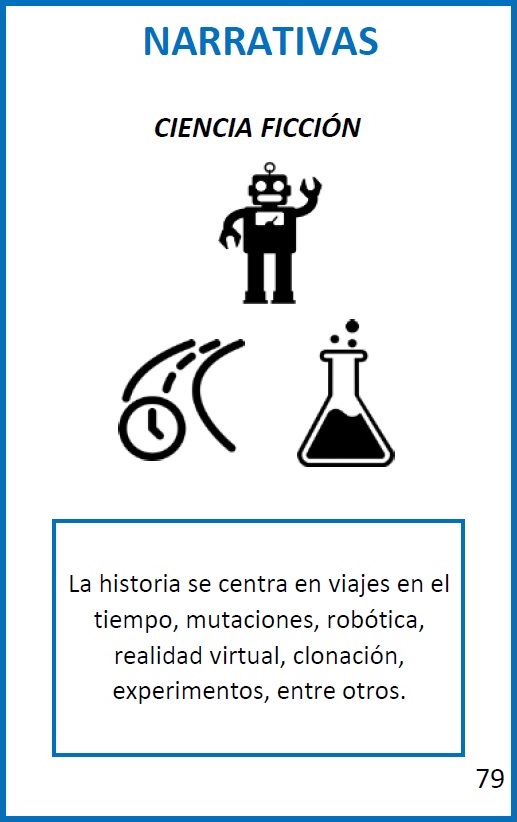 NARRATIVAS
CIENCIA FICCIÓN
La historia se centra en viajes en el
tiempo, mutaciones, robótica,
realidad virtual, clonación,
experimentos, entre otros.
79